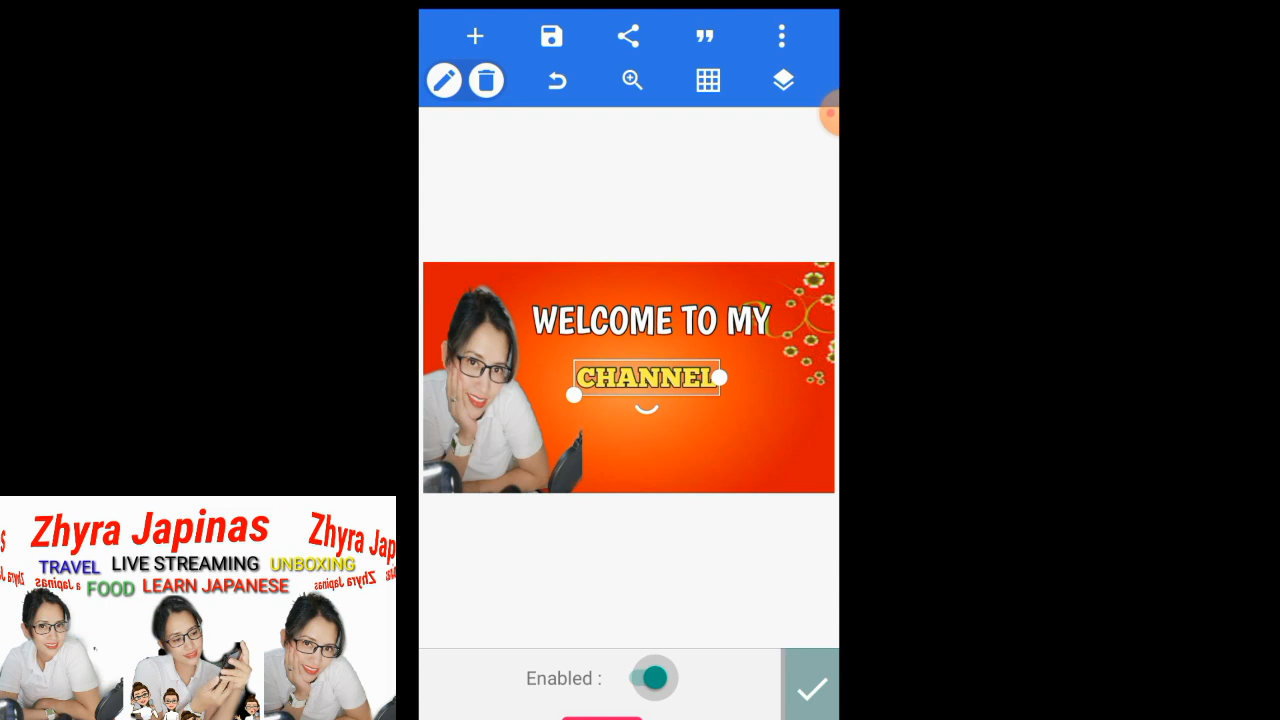 WELCOME TO MY
CHANNEL
Enabled :
Zhyra Japinas
Zhyra Jap
TRAVEL LIVE STREAMING UNBOXING
FOOD LEARN JAPANESE